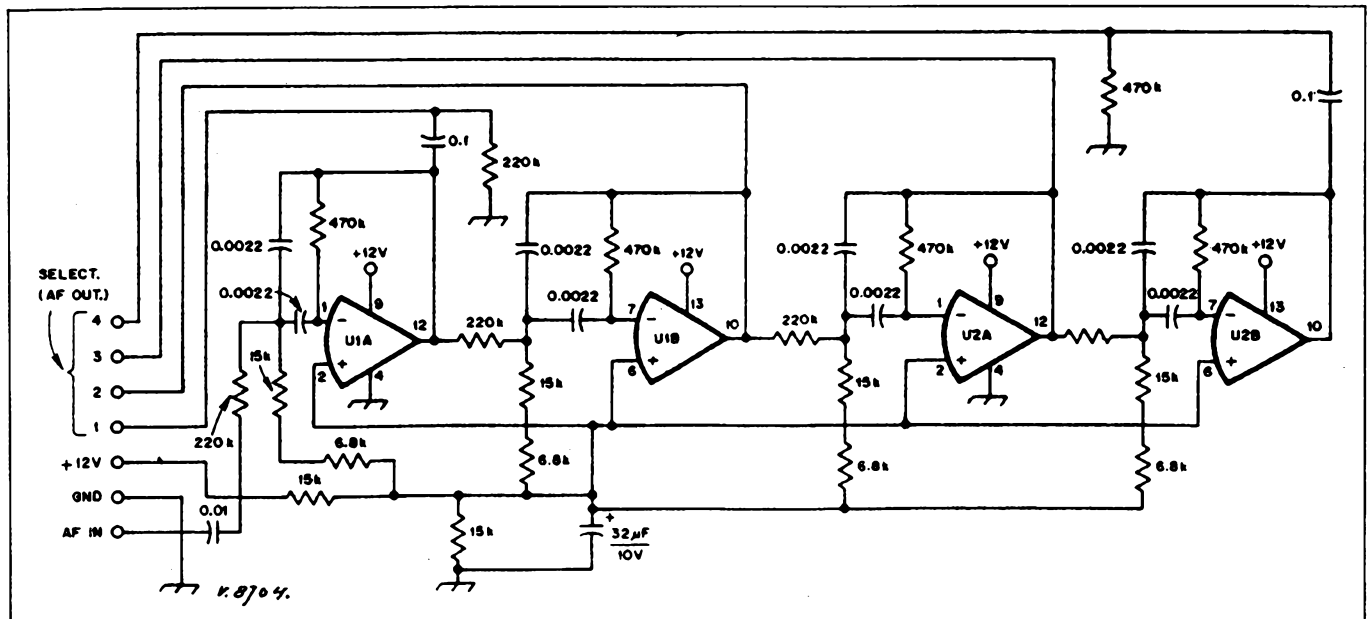 470k
0.1
0.1
220k
470k
0.0022
+12V
470k
0.0022
+12V
470k
0.0022
+12V
470k
0.0022
+12V
SELECT.
(AF OUT.)
0.0022
0.0022
0.0022
0.0022
4
3
2
1
1
9
U1A
12
2
4
220k
7
13
U1B
10
6
220k
1
9
U2A
12
2
4
7
13
U2B
10
6
15k
220k
15k
15k
15k
6.8k
6.8k
6.8k
6.8k
+12V
15k
GND
0.01
AF IN
15k
+
32µF
10V
V.8704.